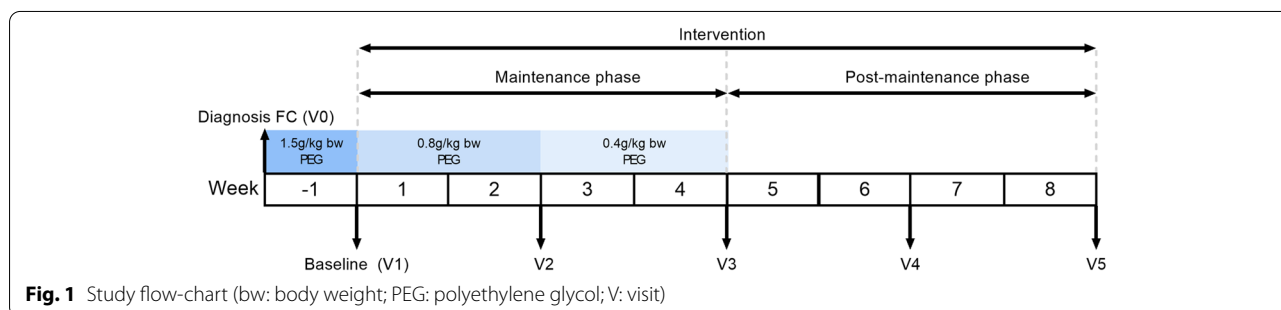 Intervention
Maintenance phase
Post-maintenance phase
Diagnosis FC (V0)
1.5g/kg bw
PEG
0.8g/kg bw
PEG
0.4g/kg bw
PEG
Week -1 1 2 3 4 5 6 7 8
Baseline (V1) V2 V3 V4 V5
Fig. 1 Study flow-chart (bw: body weight; PEG: polyethylene glycol; V: visit)